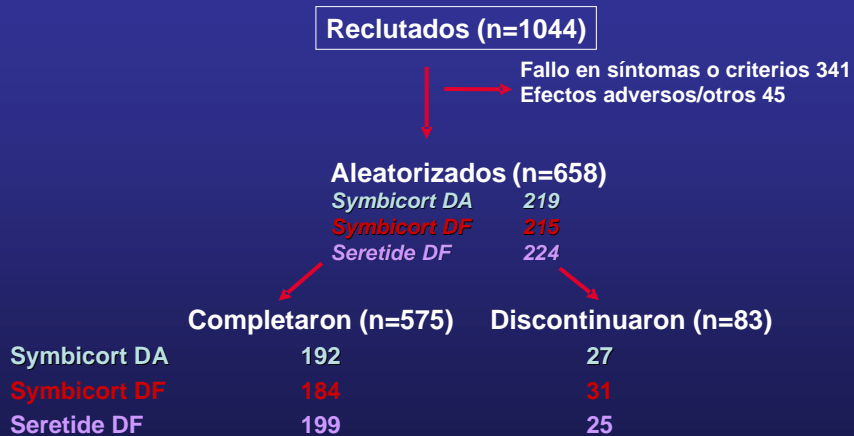 Reclutados (n=1044)
Fallo en síntomas o criterios 341
Efectos adversos/otros 45
Aleatorizados (n=658)
Symbicort DA 219
Symbicort DF 215
Seretide DF 224
Completaron (n=575) Discontinuaron (n=83)
Symbicort DA 192 27
Symbicort DF 184 31
Seretide DF 199 25